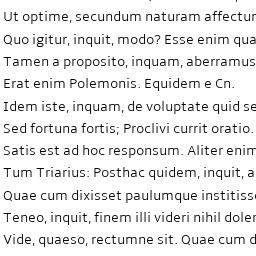 Ut optime, secundum naturam affectur
Quo igitur, inquit, modo? Esse enim qua
Tamen a proposito, inquam, aberramus
Erat enim Polemonis. Equidem e Cn.
Idem iste, inquam, de voluptate quid se
Sed fortuna fortis; Proclivi currit oratio.
Satis est ad hoc responsum. Aliter enim
Tum Triarius: Posthac quidem, inquit, a
Quae cum dixisset paulumque institisse
Teneo, inquit, finem illi videri nihil doler
Vide, quaeso, rectumne sit. Quae cum d